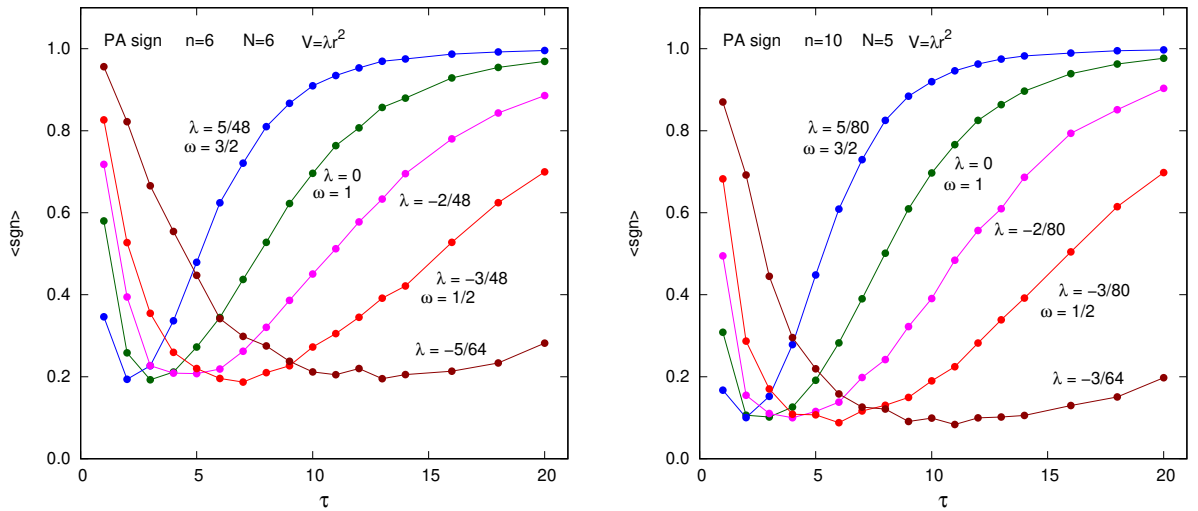 PA sign n=6 N=6 V=λr²
1.0
0.8
0.6
0.4
0.2
0.0
<sgn>
λ = 5/48
ω = 3/2
λ = 0
ω = 1
λ = −2/48
λ = −3/48
ω = 1/2
λ = −5/64
0 5 10 15 20
τ
PA sign n=10 N=5 V=λr²
1.0
0.8
0.6
0.4
0.2
0.0
<sgn>
λ = 5/80
ω = 3/2
λ = 0
ω = 1
λ = −2/80
λ = −3/80
ω = 1/2
λ = −3/64
0 5 10 15 20
τ